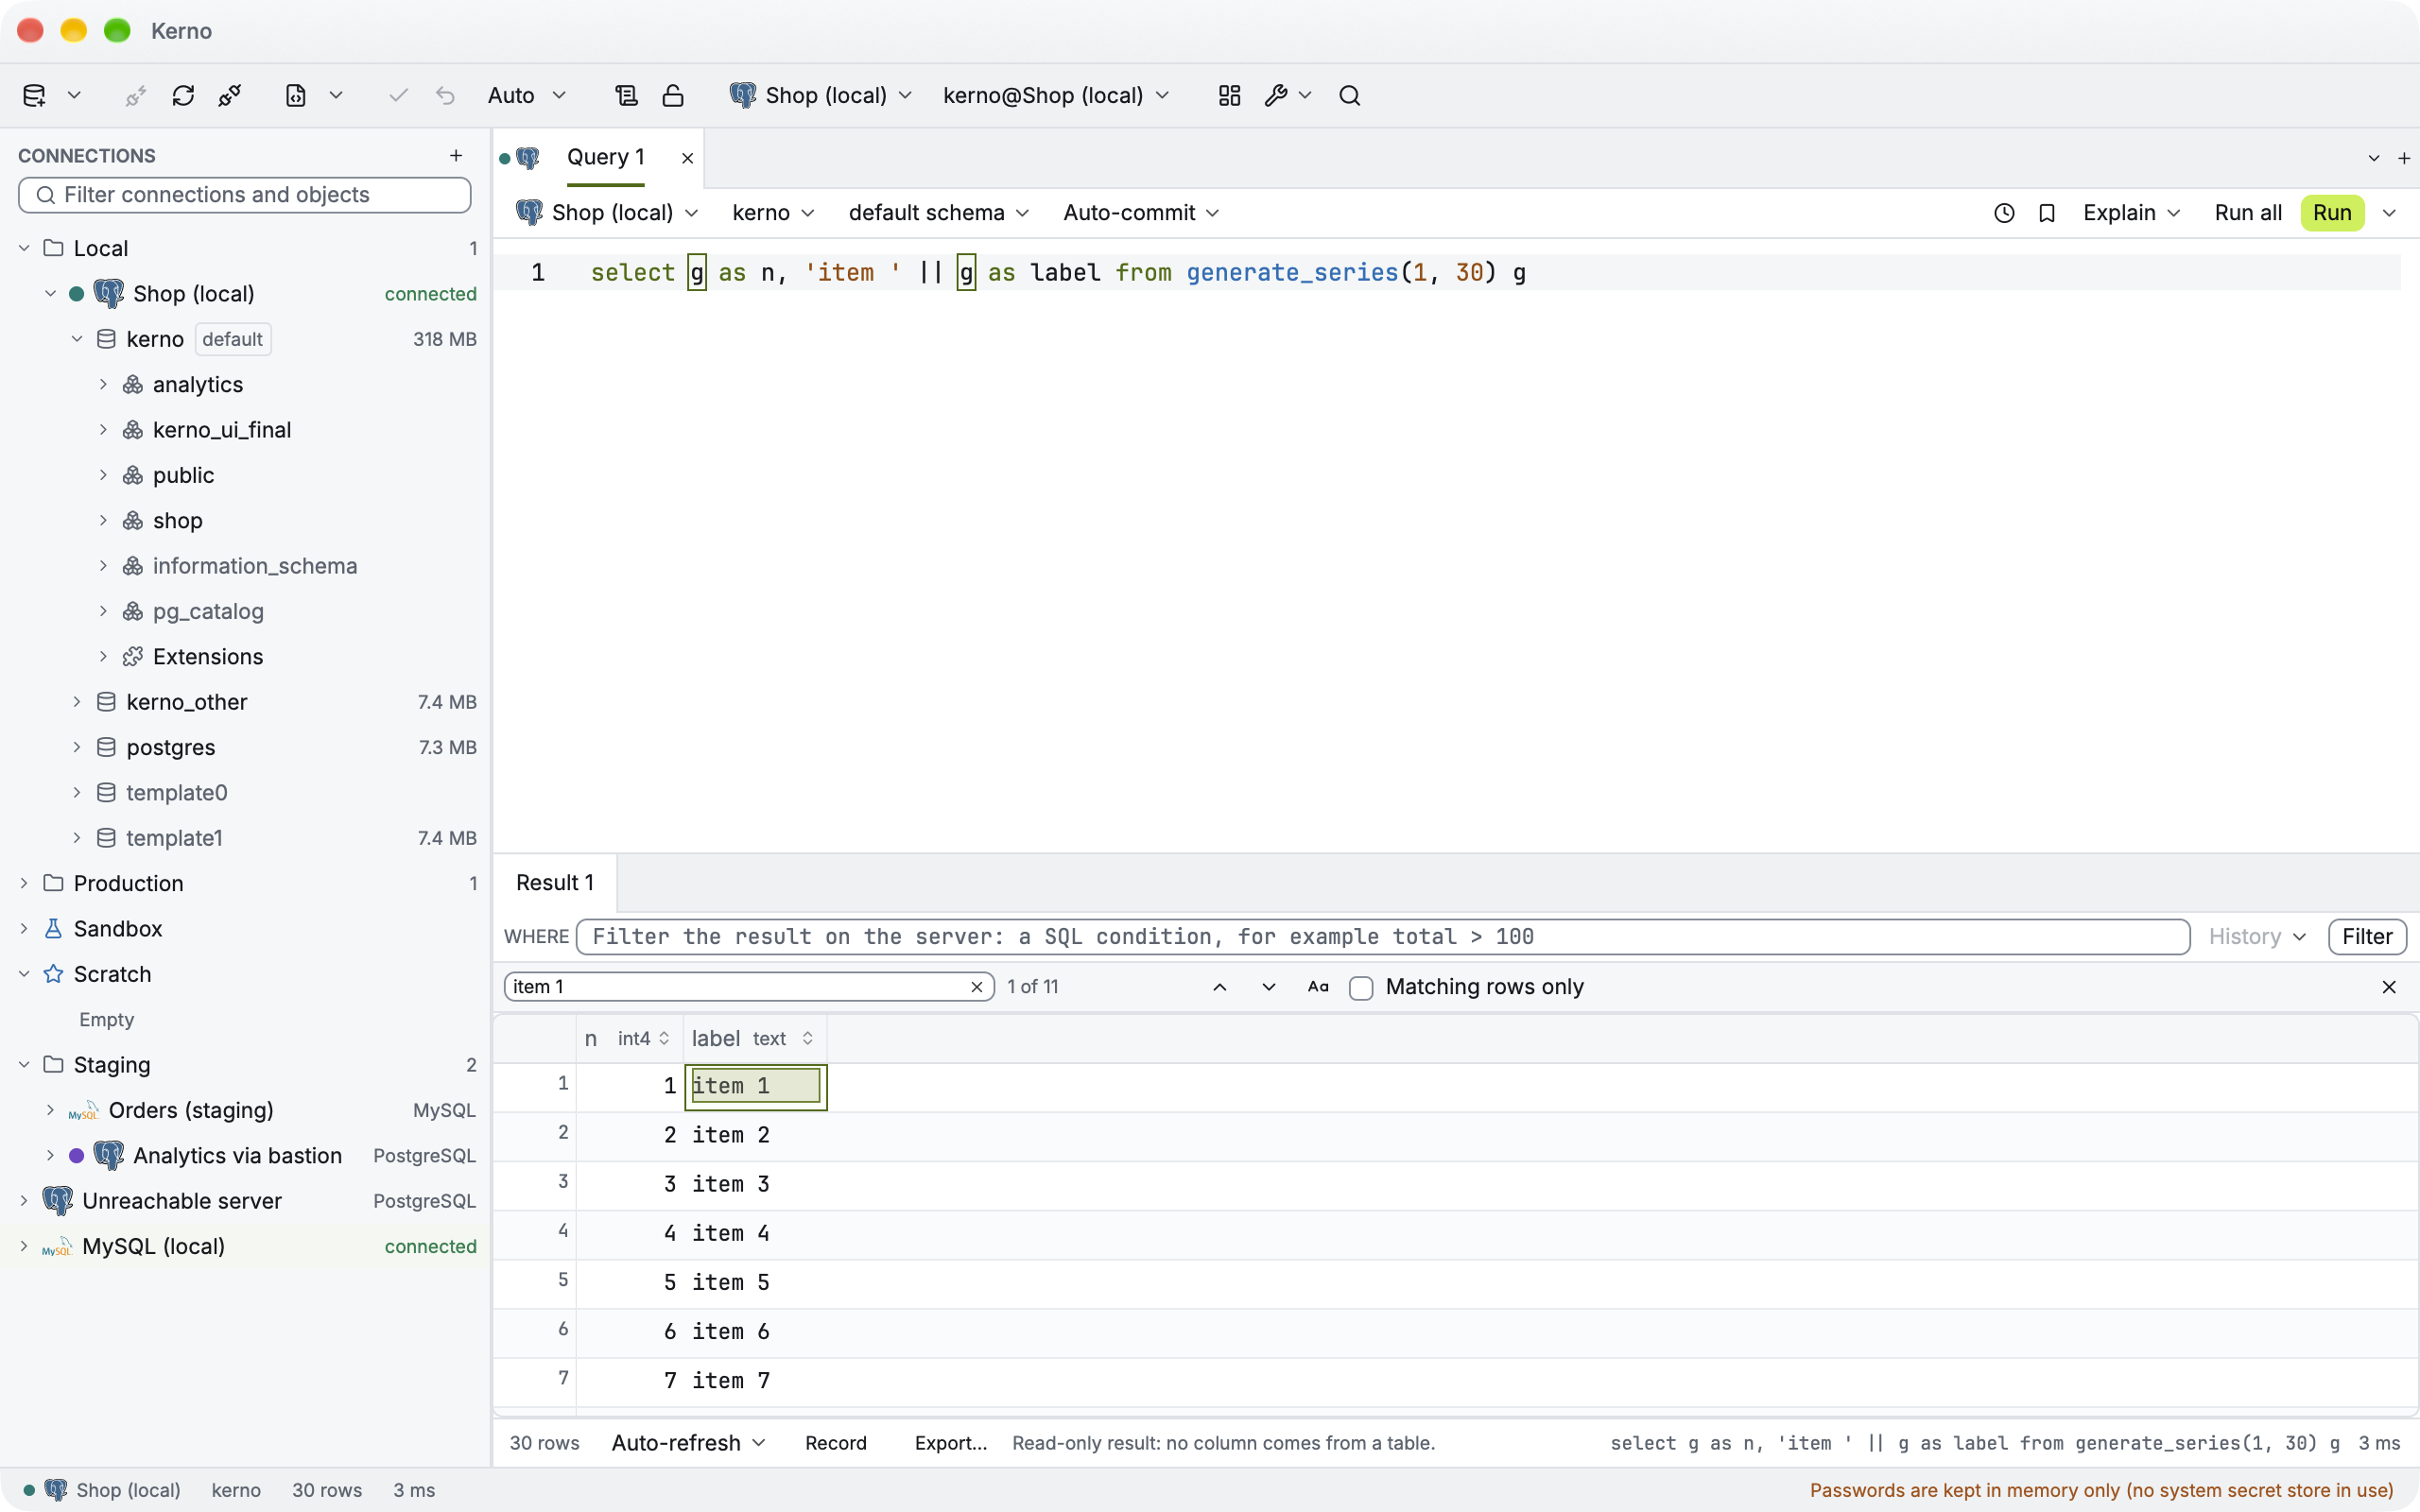 Kerno
Auto
Shop (local)
kerno@Shop (local)
CONNECTIONS
Filter connections and objects
Local 1
Shop (local) connected
kerno default 318 MB
analytics
kerno_ui_final
public
shop
information_schema
pg_catalog
Extensions
kerno_other 7.4 MB
postgres 7.3 MB
template0
template1 7.4 MB
Production 1
Sandbox
Scratch
Empty
Staging 2
MySQL Orders (staging) MySQL
Analytics via bastion PostgreSQL
Unreachable server PostgreSQL
MySQL MySQL (local) connected
Query 1
Shop (local) kerno default schema Auto-commit Explain Run all Run
1 select g as n, 'item ' || g as label from generate_series(1, 30) g
Result 1
WHERE Filter the result on the server: a SQL condition, for example total > 100 History Filter
item 1 1 of 11 Aa Matching rows only
n int4 label text
1 1 item 1
2 2 item 2
3 3 item 3
4 4 item 4
5 5 item 5
6 6 item 6
7 7 item 7
30 rows Auto-refresh Record Export... Read-only result: no column comes from a table. select g as n, 'item ' || g as label from generate_series(1, 30) g 3 ms
Shop (local) kerno 30 rows 3 ms Passwords are kept in memory only (no system secret store in use)